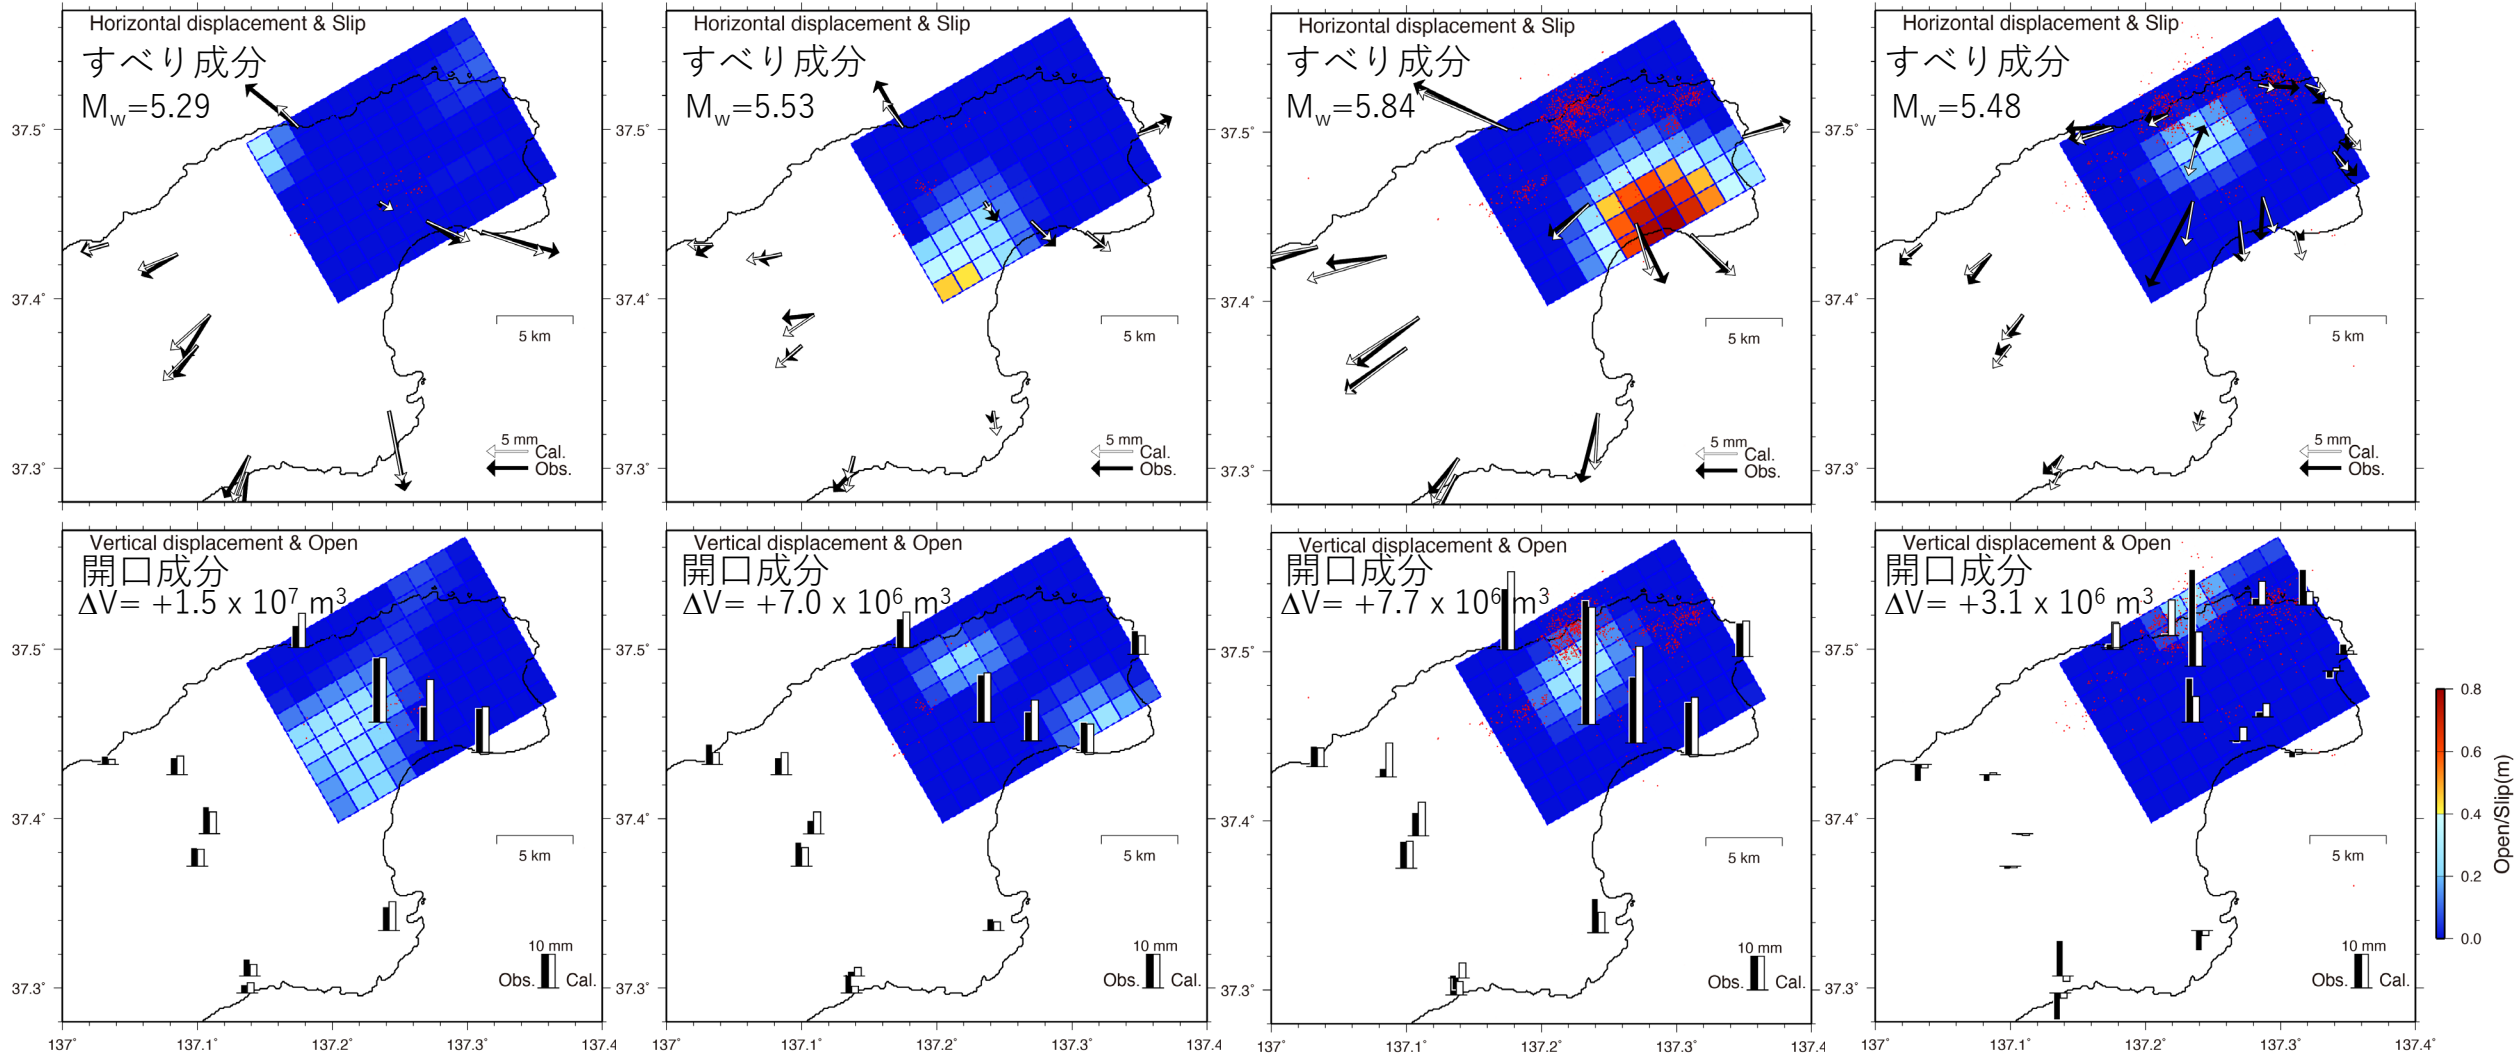 Horizontal displacement & Slip
すべり成分
Mw=5.29
37.5°
37.4°
37.3°
5 km
5 mm
Cal.
Obs.
Horizontal displacement & Slip
すべり成分
Mw=5.53
37.5°
37.4°
37.3°
5 km
5 mm
Cal.
Obs.
Horizontal displacement & Slip
すべり成分
Mw=5.84
37.5°
37.4°
37.3°
5 km
5 mm
Cal.
Obs.
Horizontal displacement & Slip
すべり成分
Mw=5.48
37.5°
37.4°
37.3°
5 km
5 mm
Cal.
Obs.
Vertical displacement & Open
開口成分
ΔV= +1.5 x 10⁷ m³
37.5°
37.4°
37.3°
5 km
10 mm
Obs. Cal.
137° 137.1° 137.2° 137.3° 137.4°
Vertical displacement & Open
開口成分
ΔV= +7.0 x 10⁶ m³
37.5°
37.4°
37.3°
5 km
10 mm
Obs. Cal.
137° 137.1° 137.2° 137.3° 137.4°
Vertical displacement & Open
開口成分
ΔV= +7.7 x 10⁶ m³
37.5°
37.4°
37.3°
5 km
10 mm
Obs. Cal.
137° 137.1° 137.2° 137.3° 137.4
Vertical displacement & Open
開口成分
ΔV= +3.1 x 10⁶ m³
37.5°
37.4°
37.3°
5 km
10 mm
Obs. Cal.
137° 137.1° 137.2° 137.3° 137.4°
0.8
0.6
0.4
0.2
0.0
Open/Slip(m)